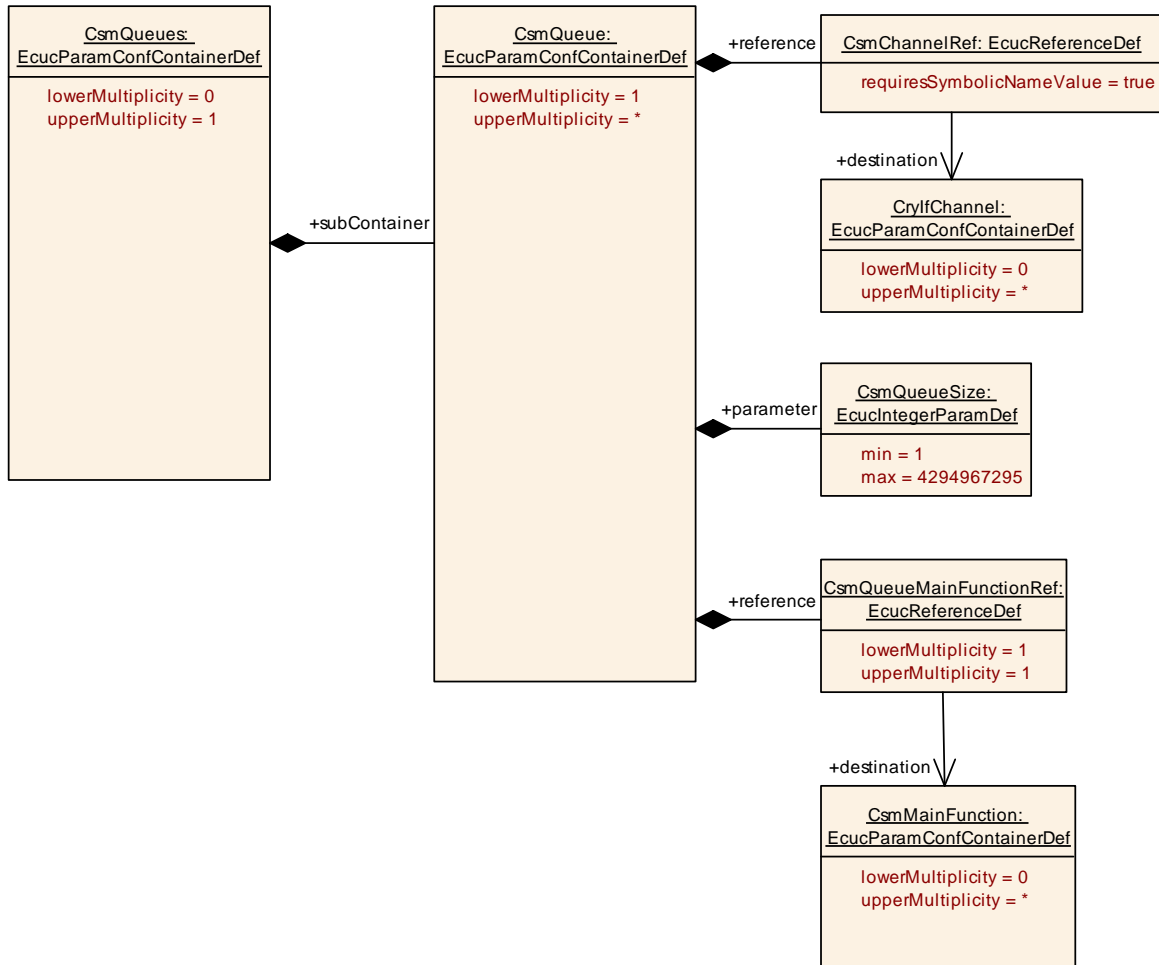 CsmQueues:
EcucParamConfContainerDef
lowerMultiplicity = 0
upperMultiplicity = 1
+subContainer
CsmQueue:
EcucParamConfContainerDef
lowerMultiplicity = 1
upperMultiplicity = *
+reference
CsmChannelRef: EcucReferenceDef
requiresSymbolicNameValue = true
+destination
CryIfChannel:
EcucParamConfContainerDef
lowerMultiplicity = 0
upperMultiplicity = *
+parameter
CsmQueueSize:
EcucIntegerParamDef
min = 1
max = 4294967295
+reference
CsmQueueMainFunctionRef:
EcucReferenceDef
lowerMultiplicity = 1
upperMultiplicity = 1
+destination
CsmMainFunction:
EcucParamConfContainerDef
lowerMultiplicity = 0
upperMultiplicity = *